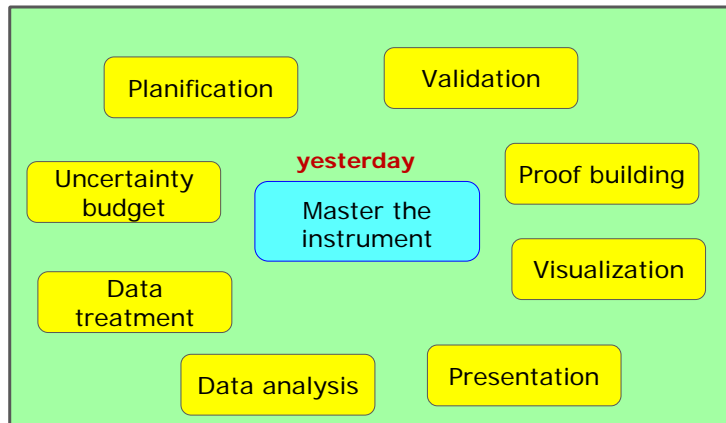 Planification
Validation
yesterday
Uncertainty
budget
Proof building
Master the
instrument
Visualization
Data
treatment
Data analysis
Presentation